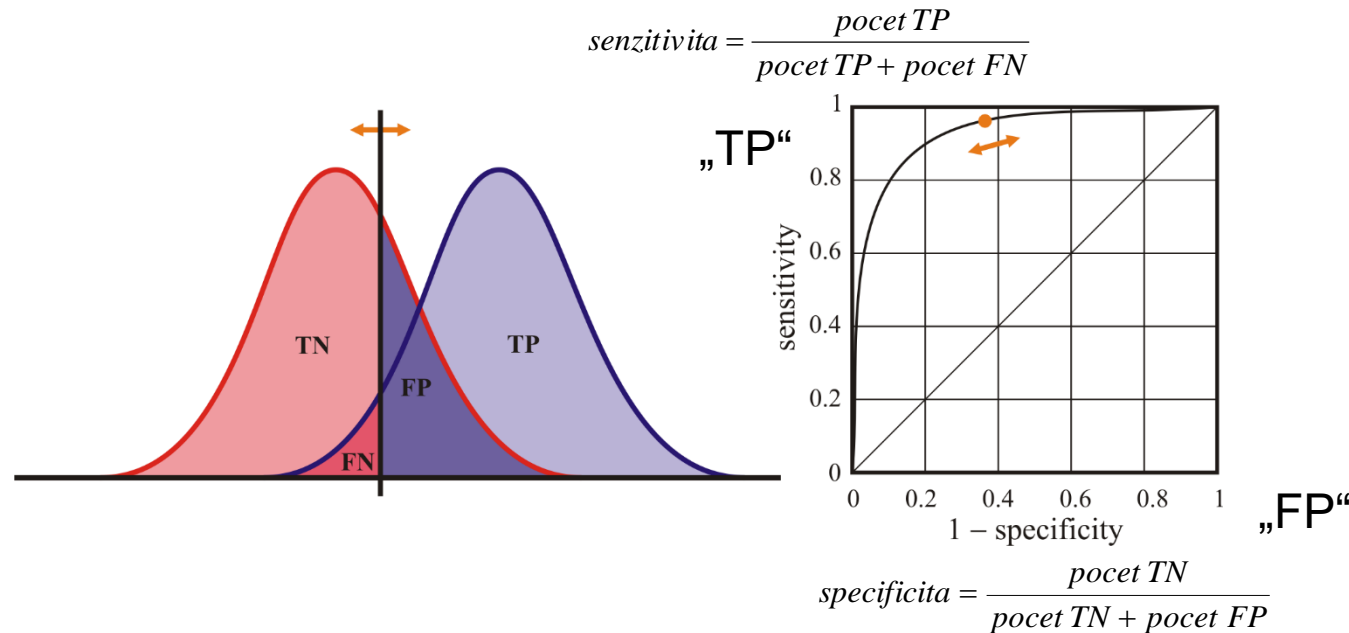 senzitivita = pocet TP / pocet TP + pocet FN
„TP“
TN
FP
TP
FN
sensitivity
1
0.8
0.6
0.4
0.2
0
0 0.2 0.4 0.6 0.8 1
1 – specificity
„FP“
specificita = pocet TN / pocet TN + pocet FP